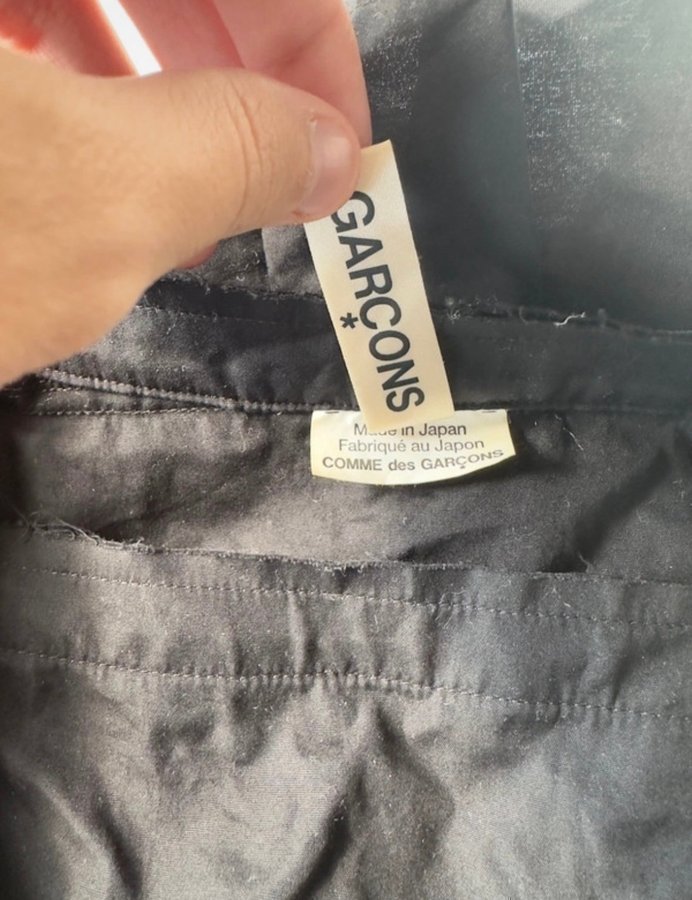 GARÇONS
*
Made in Japan
Fabriqué au Japon
COMME des GARÇONS